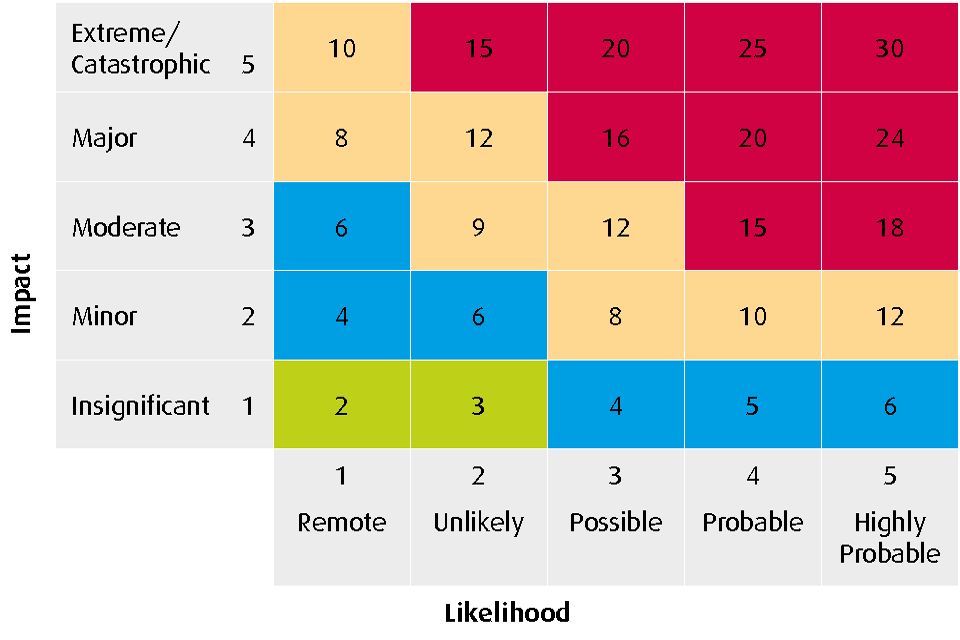 Extreme/
Catastrophic 5 10 15 20 25 30
Major 4 8 12 16 20 24
Moderate 3 6 9 12 15 18
Minor 2 4 6 8 10 12
Insignificant 1 2 3 4 5 6
Impact
1 2 3 4 5
Remote Unlikely Possible Probable Highly
Probable
Likelihood